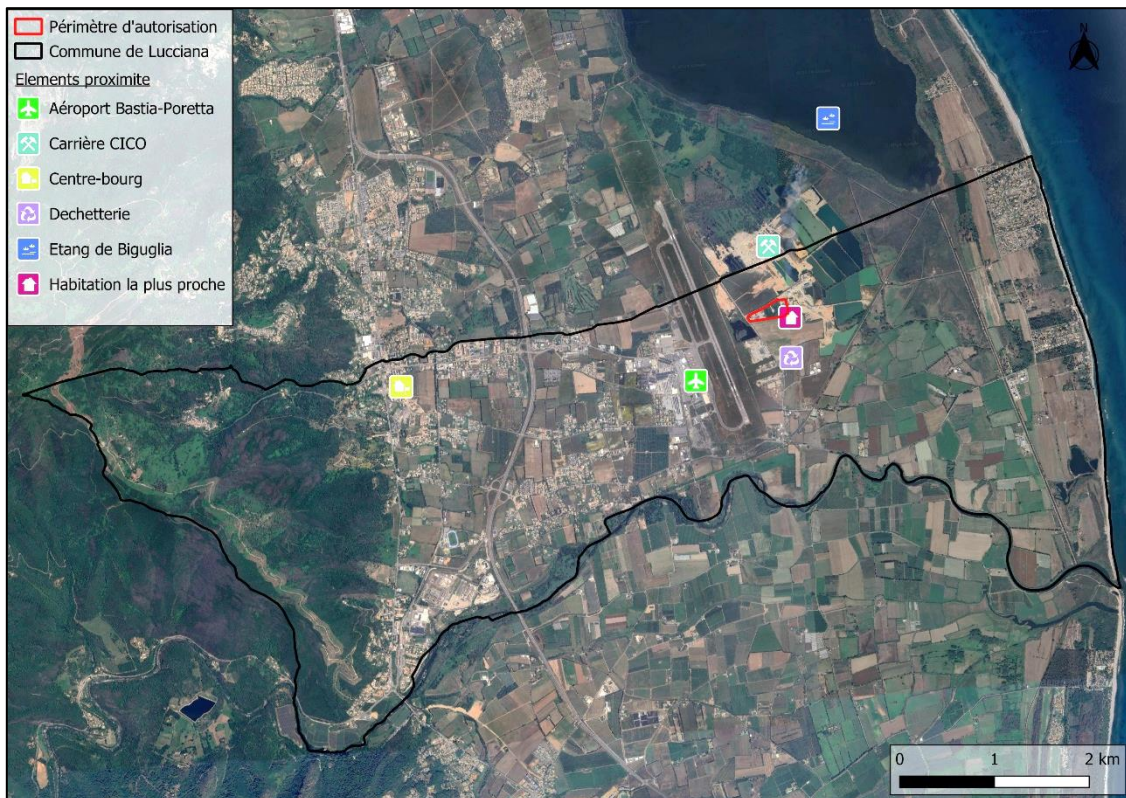 Périmètre d'autorisation
Commune de Lucciana
Elements proximite
Aéroport Bastia-Poretta
Carrière CICO
Centre-bourg
Dechetterie
Etang de Biguglia
Habitation la plus proche
N
0 1 2 km